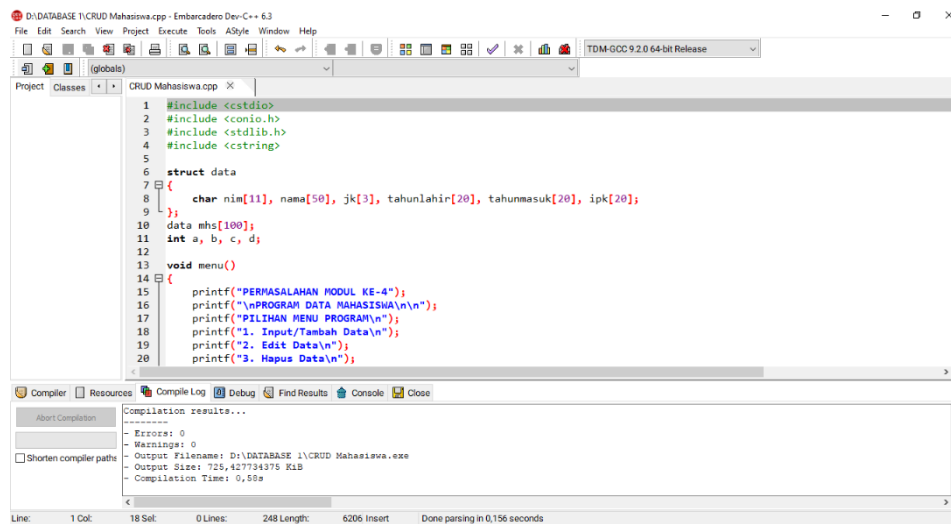 D:\DATABASE 1\CRUD Mahasiswa.cpp - Embarcadero Dev-C++ 6.3
File Edit Search View Project Execute Tools AStyle Window Help
TDM-GCC 9.2.0 64-bit Release
(globals)
Project Classes CRUD Mahasiswa.cpp
1 #include <cstdio>
2 #include <conio.h>
3 #include <stdlib.h>
4 #include <cstring>
5
6 struct data
7 {
8 char nim[11], nama[50], jk[3], tahunlahir[20], tahunmasuk[20], ipk[20];
9 };
10 data mhs[100];
11 int a, b, c, d;
12
13 void menu()
14 {
15 printf("PERMASALAHAN MODUL KE-4");
16 printf("\nPROGRAM DATA MAHASISWA\n\n");
17 printf("PILIHAN MENU PROGRAM\n");
18 printf("1. Input/Tambah Data\n");
19 printf("2. Edit Data\n");
20 printf("3. Hapus Data\n");
Compiler Resources Compile Log Debug Find Results Console Close
Abort Compilation
Shorten compiler paths
Compilation results...
--------
- Errors: 0
- Warnings: 0
- Output Filename: D:\DATABASE 1\CRUD Mahasiswa.exe
- Output Size: 725,427734375 KiB
- Compilation Time: 0,58s
Line: 1 Col: 18 Sel: 0 Lines: 248 Length: 6206 Insert Done parsing in 0,156 seconds